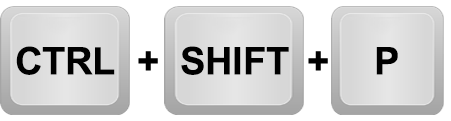 CTRL + SHIFT + P